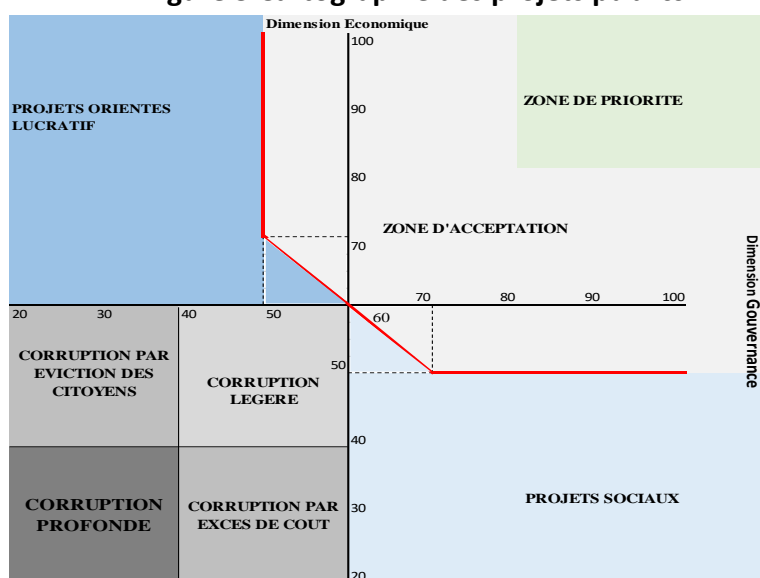 des projets
Dimension Economique
100
PROJETS ORIENTES
LUCRATIF
90
ZONE DE PRIORITE
80
ZONE D'ACCEPTATION
70
Dimension Gouvernance
20 30 40 50 60 70 80 90 100
CORRUPTION PAR
EVICTION DES
CITOYENS
CORRUPTION
LEGERE
50
40
CORRUPTION
PROFONDE
CORRUPTION PAR
EXCES DE COUT
30
PROJETS SOCIAUX
20